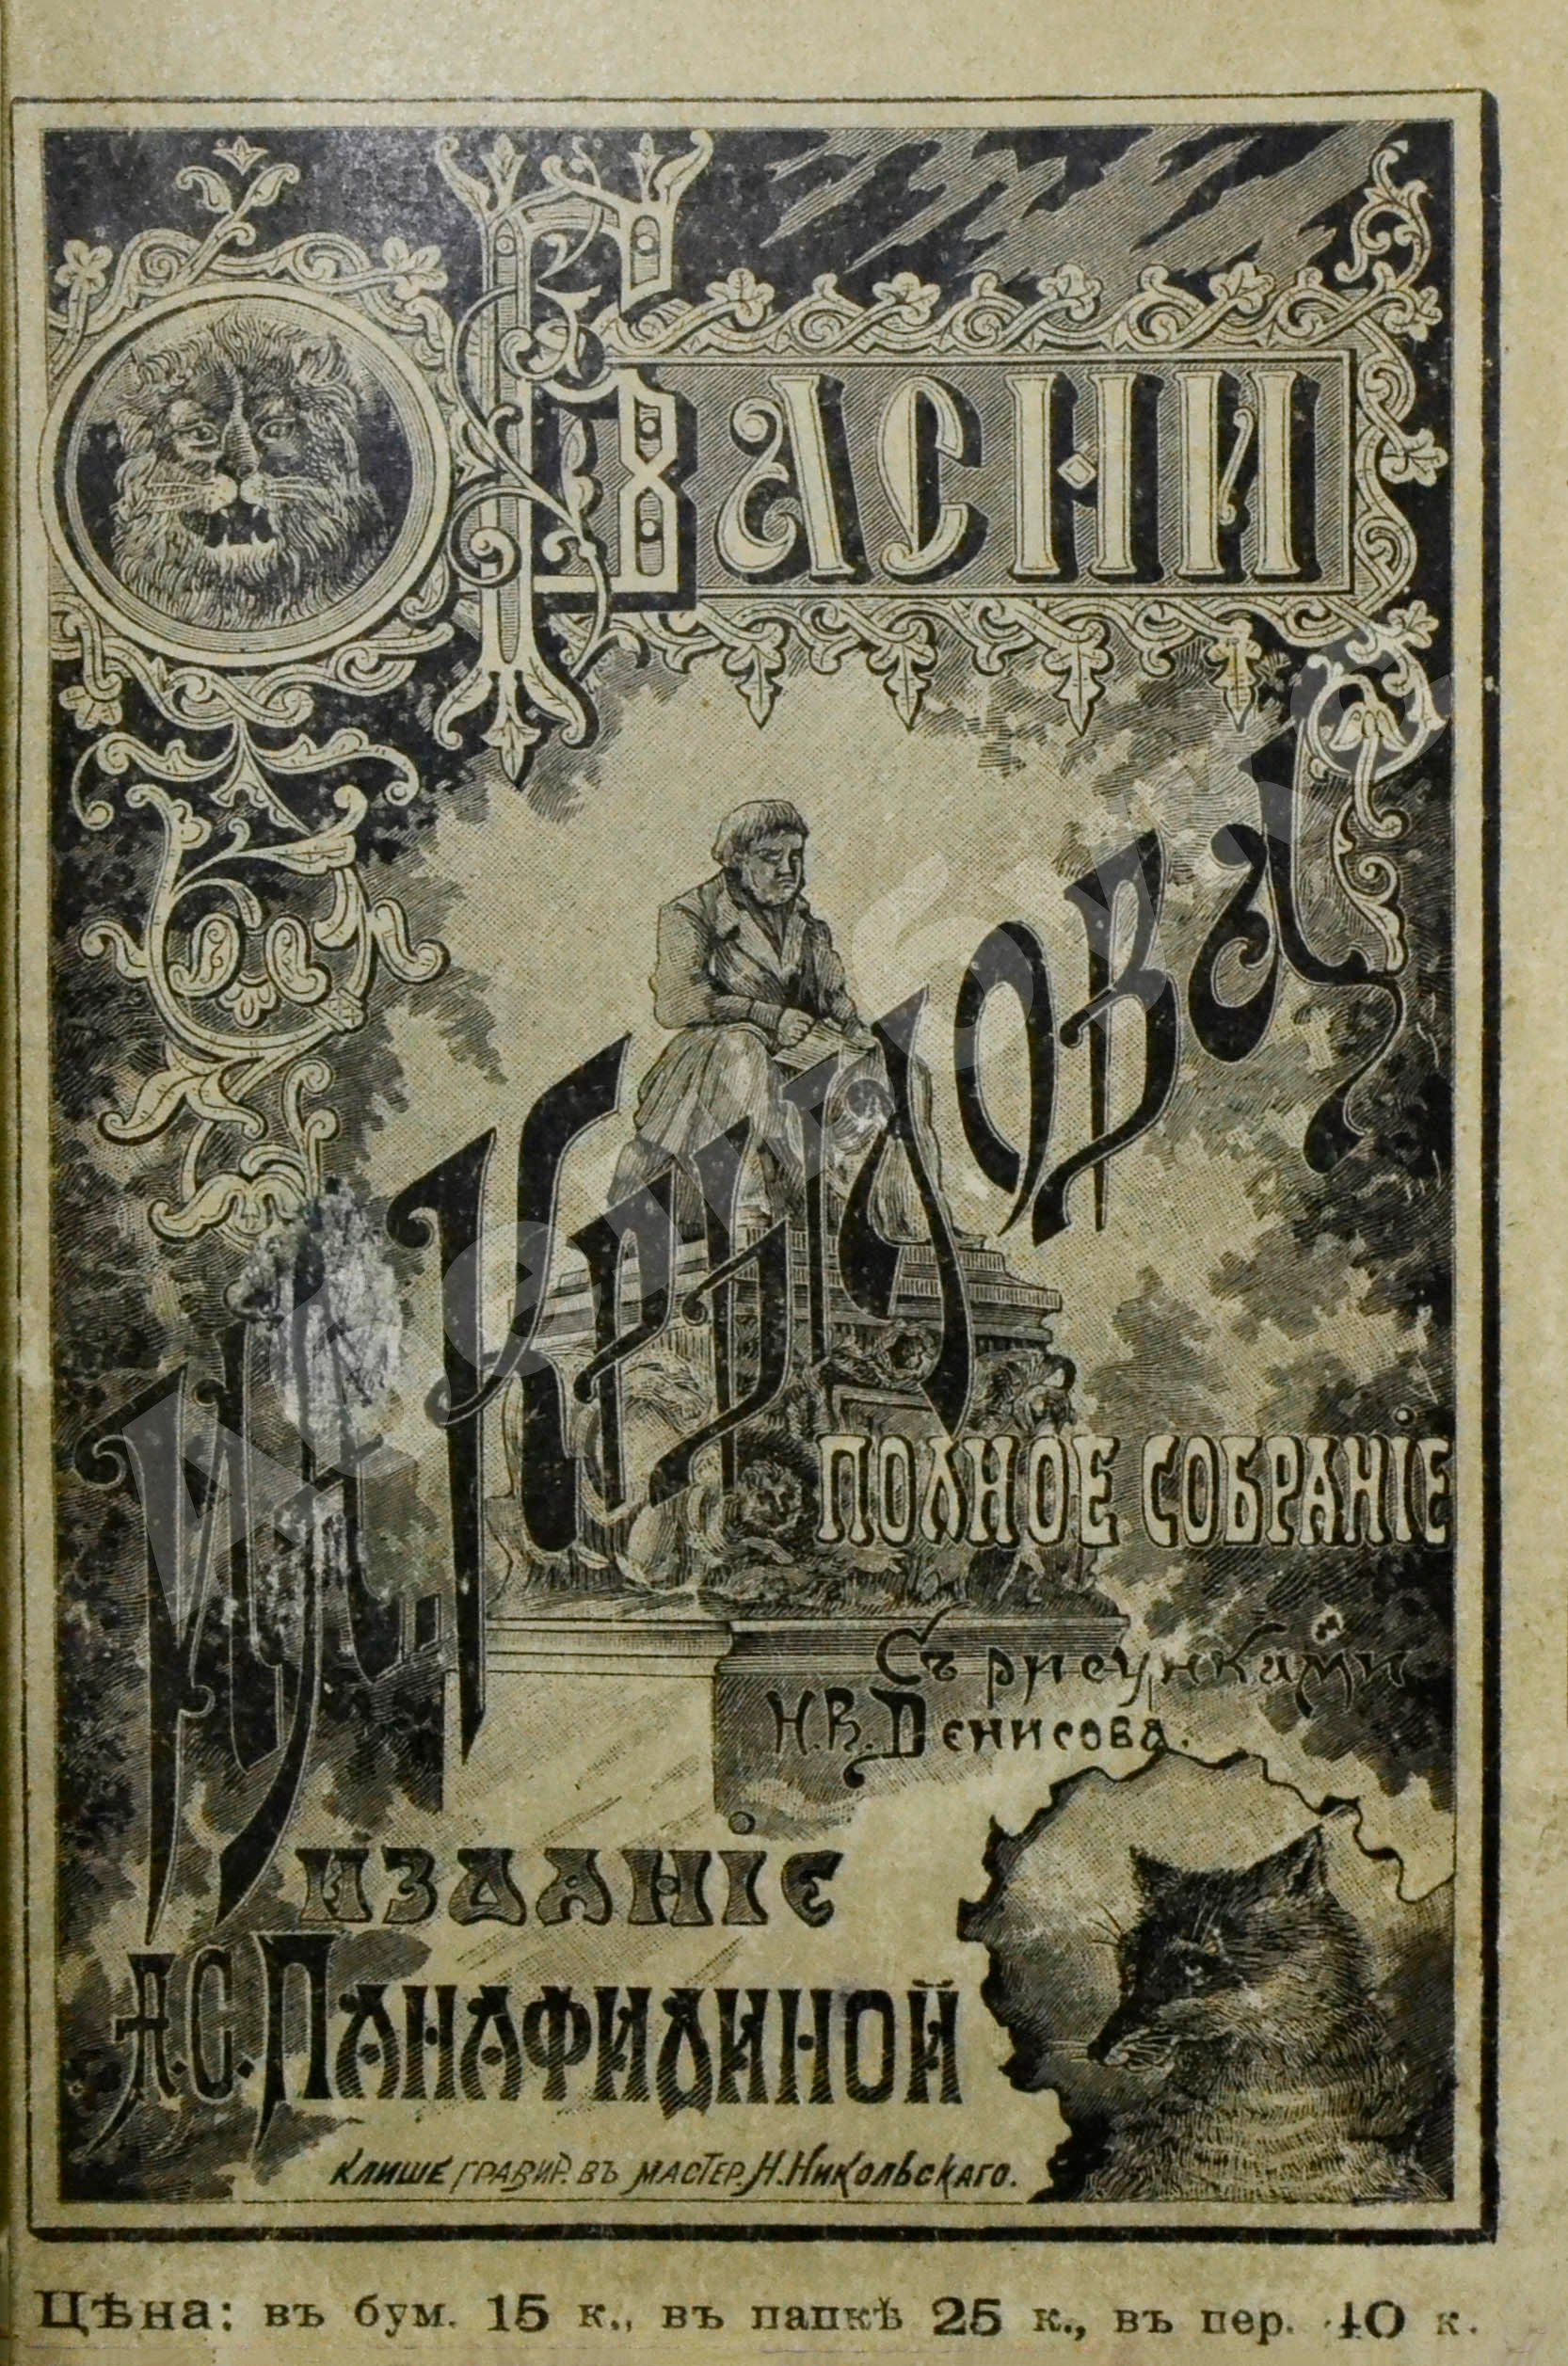 БАСНИ
И.А. Крылова
ПОЛНОЕ СОБРАНІЕ
Съ рисунками
Н.В. Денисова.
ИЗДАНІЕ
А.С. ПАНАФИДИНОЙ
КЛИШЕ ГРАВИР. ВЪ МАСТЕР. Н. НИКОЛЬСКАГО.
Цѣна: въ бум. 15 к., въ папкѣ 25 к., въ пер. 40 к.